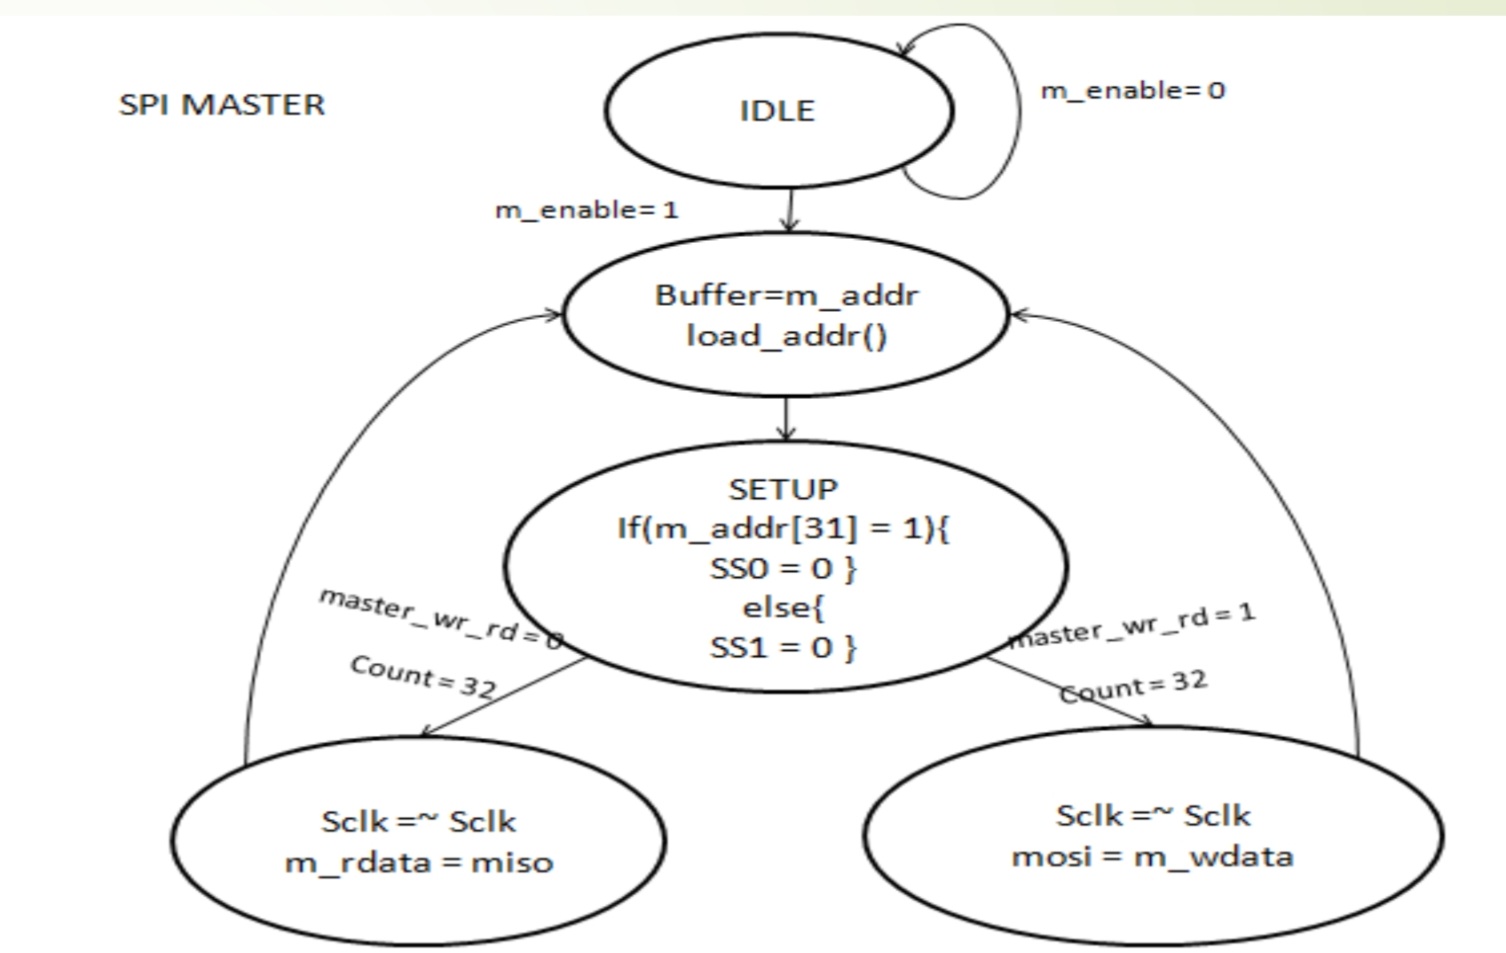 SPI MASTER
IDLE
m_enable= 0
m_enable= 1
Buffer=m_addr
load_addr()
SETUP
If(m_addr[31] = 1){
SS0 = 0 }
else{
SS1 = 0 }
master_wr_rd = 0
Count = 32
master_wr_rd = 1
Count = 32
Sclk =~ Sclk
m_rdata = miso
Sclk =~ Sclk
mosi = m_wdata